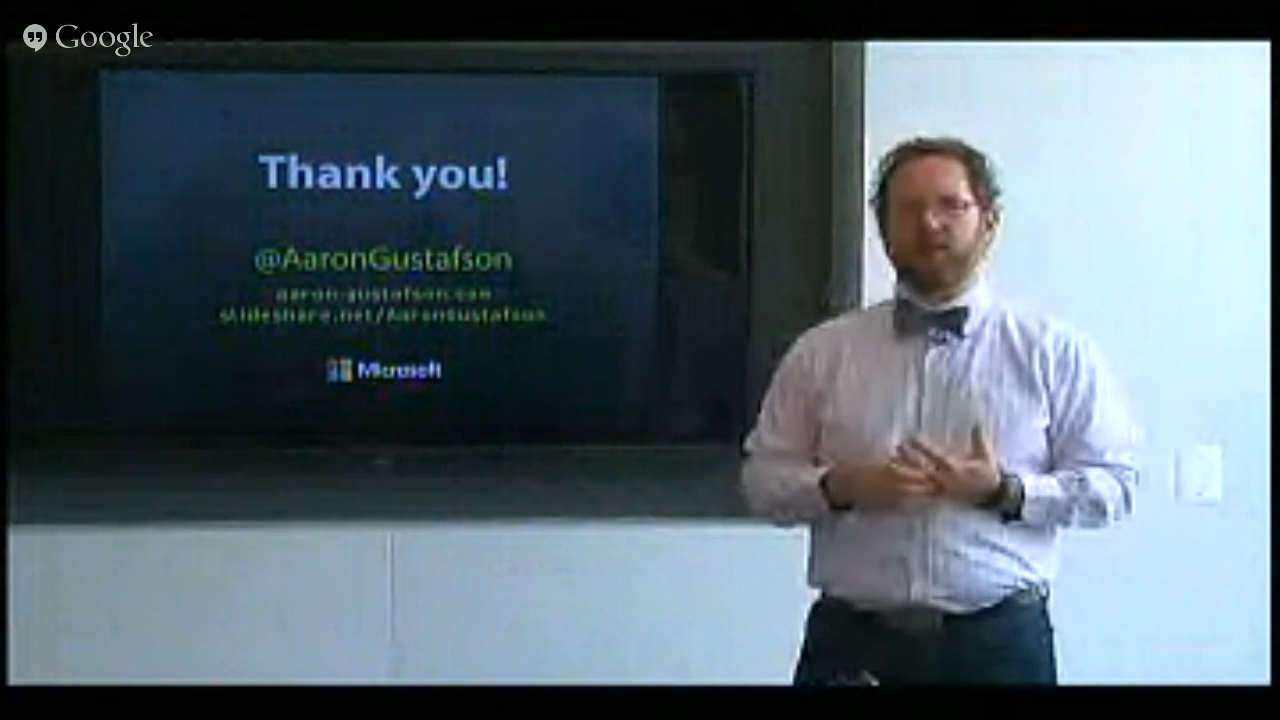 Google
Thank you!
@AaronGustafson
aaron-gustafson.com
slideshare.net/AaronGustafson
Microsoft